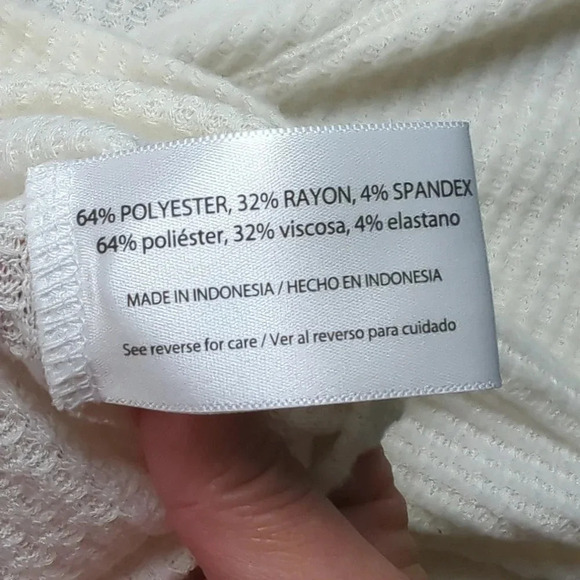 64% POLYESTER, 32% RAYON, 4% SPANDEX
64% poliéster, 32% viscosa, 4% elastano
MADE IN INDONESIA / HECHO EN INDONESIA
See reverse for care / Ver al reverso para cuidado